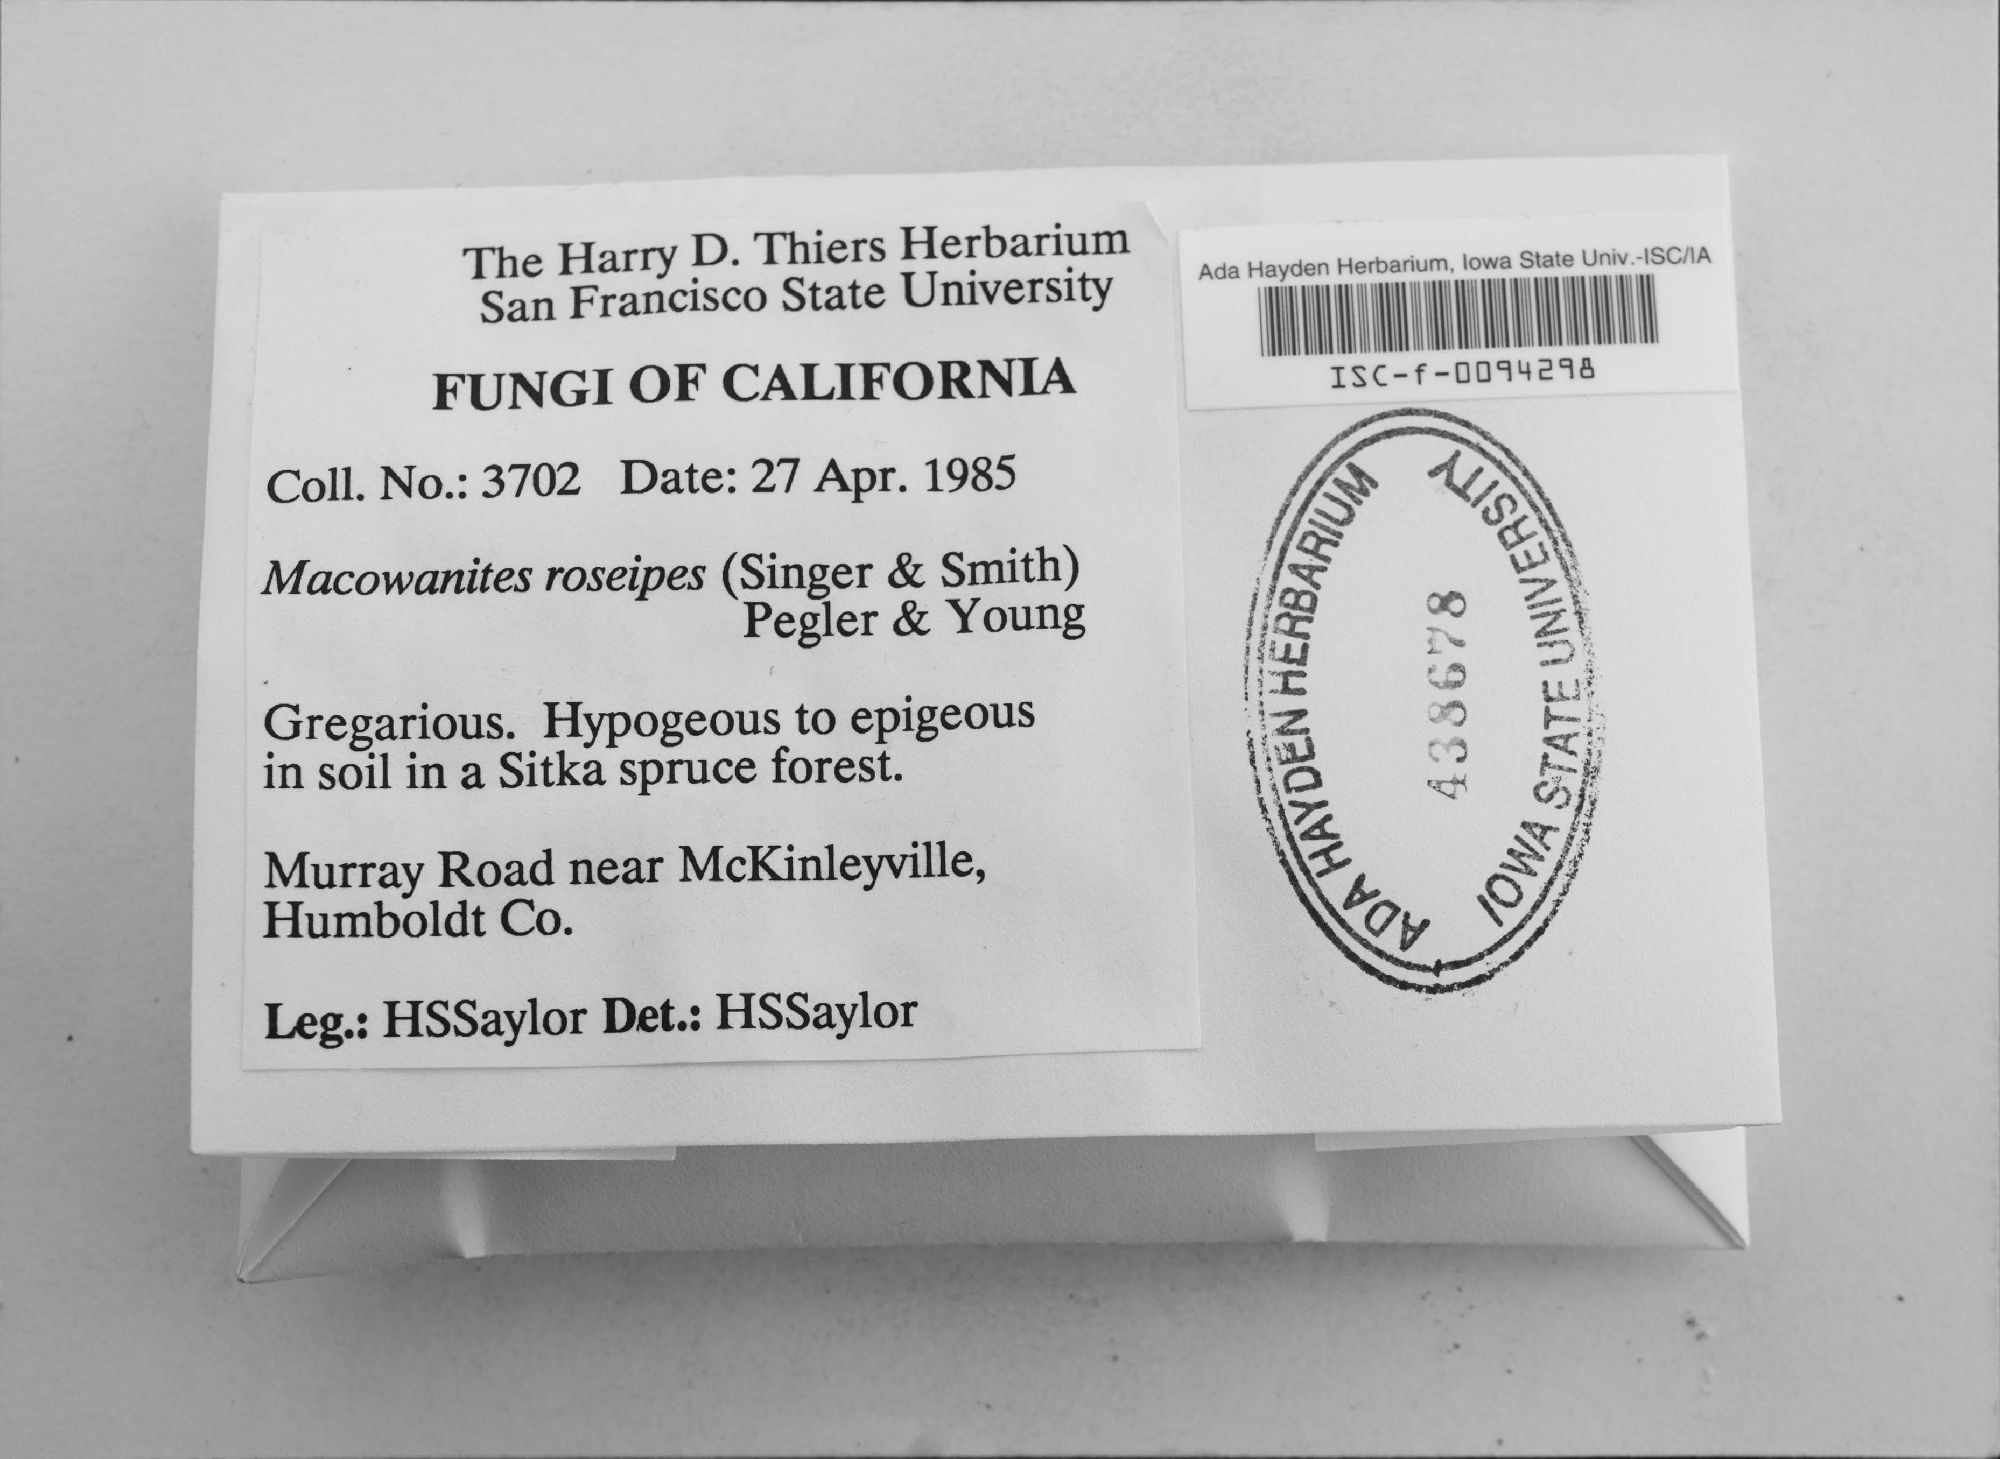 The Harry D. Thiers Herbarium
San Francisco State University
FUNGI OF CALIFORNIA
Coll. No.: 3702 Date: 27 Apr. 1985
Macowanites roseipes (Singer & Smith)
Pegler & Young
Gregarious. Hypogeous to epigeous
in soil in a Sitka spruce forest.
Murray Road near McKinleyville,
Humboldt Co.
Leg.: HSSaylor Det.: HSSaylor
Ada Hayden Herbarium, Iowa State Univ.-ISC/IA
ISC-f-0094298
ADA HAYDEN HERBARIUM
438678
IOWA STATE UNIVERSITY